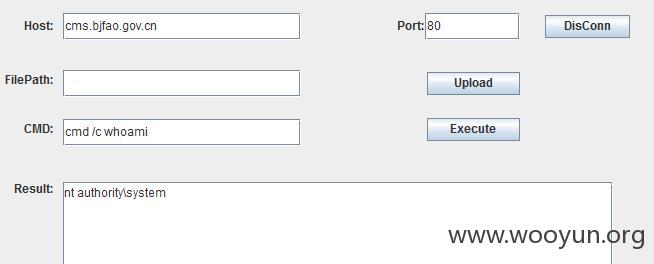 Host: cms.bjfao.gov.cn Port: 80 DisConn
FilePath: Upload
CMD: cmd /c whoami Execute
Result: nt authority\system
www.wooyun.org